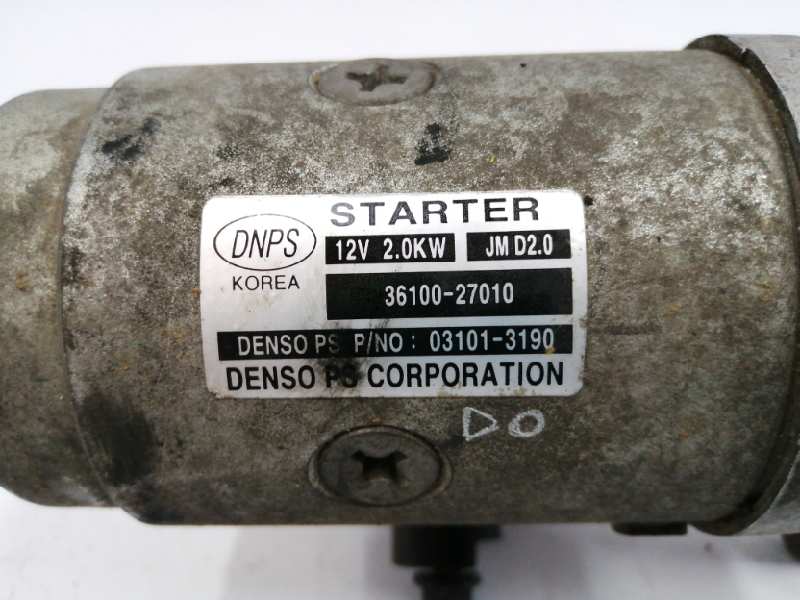 STARTER
DNPS
KOREA
12V 2.0KW JM D2.0
36100-27010
DENSO PS P/NO : 03101-3190
DENSO PS CORPORATION
DO